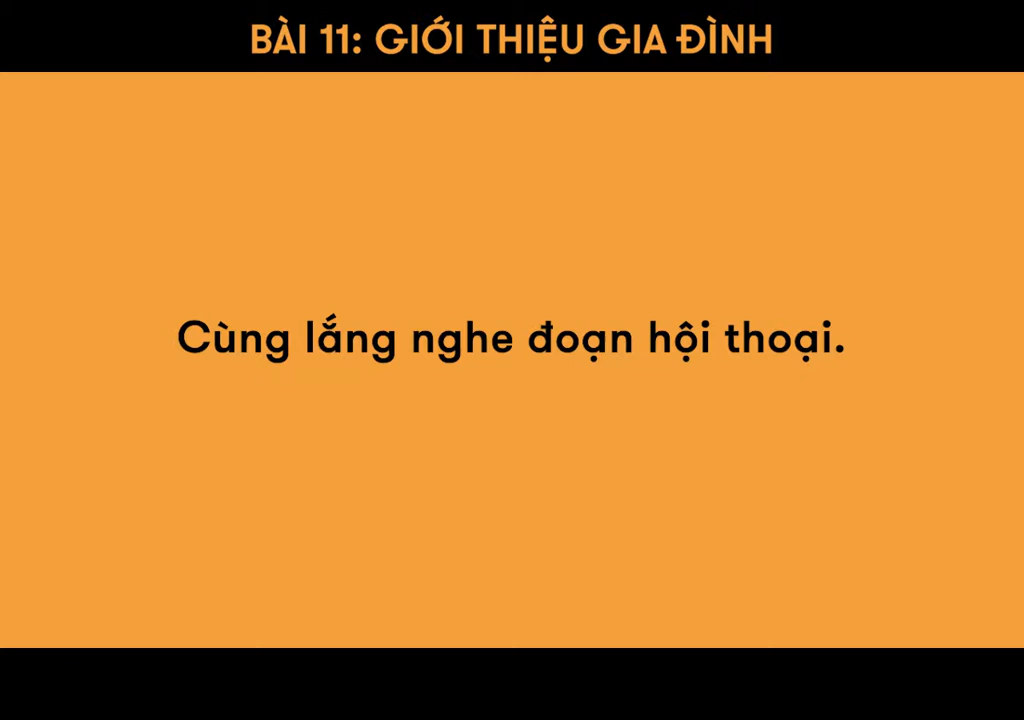 BÀI 11: GIỚI THIỆU GIA ĐÌNH
Cùng lắng nghe đoạn hội thoại.